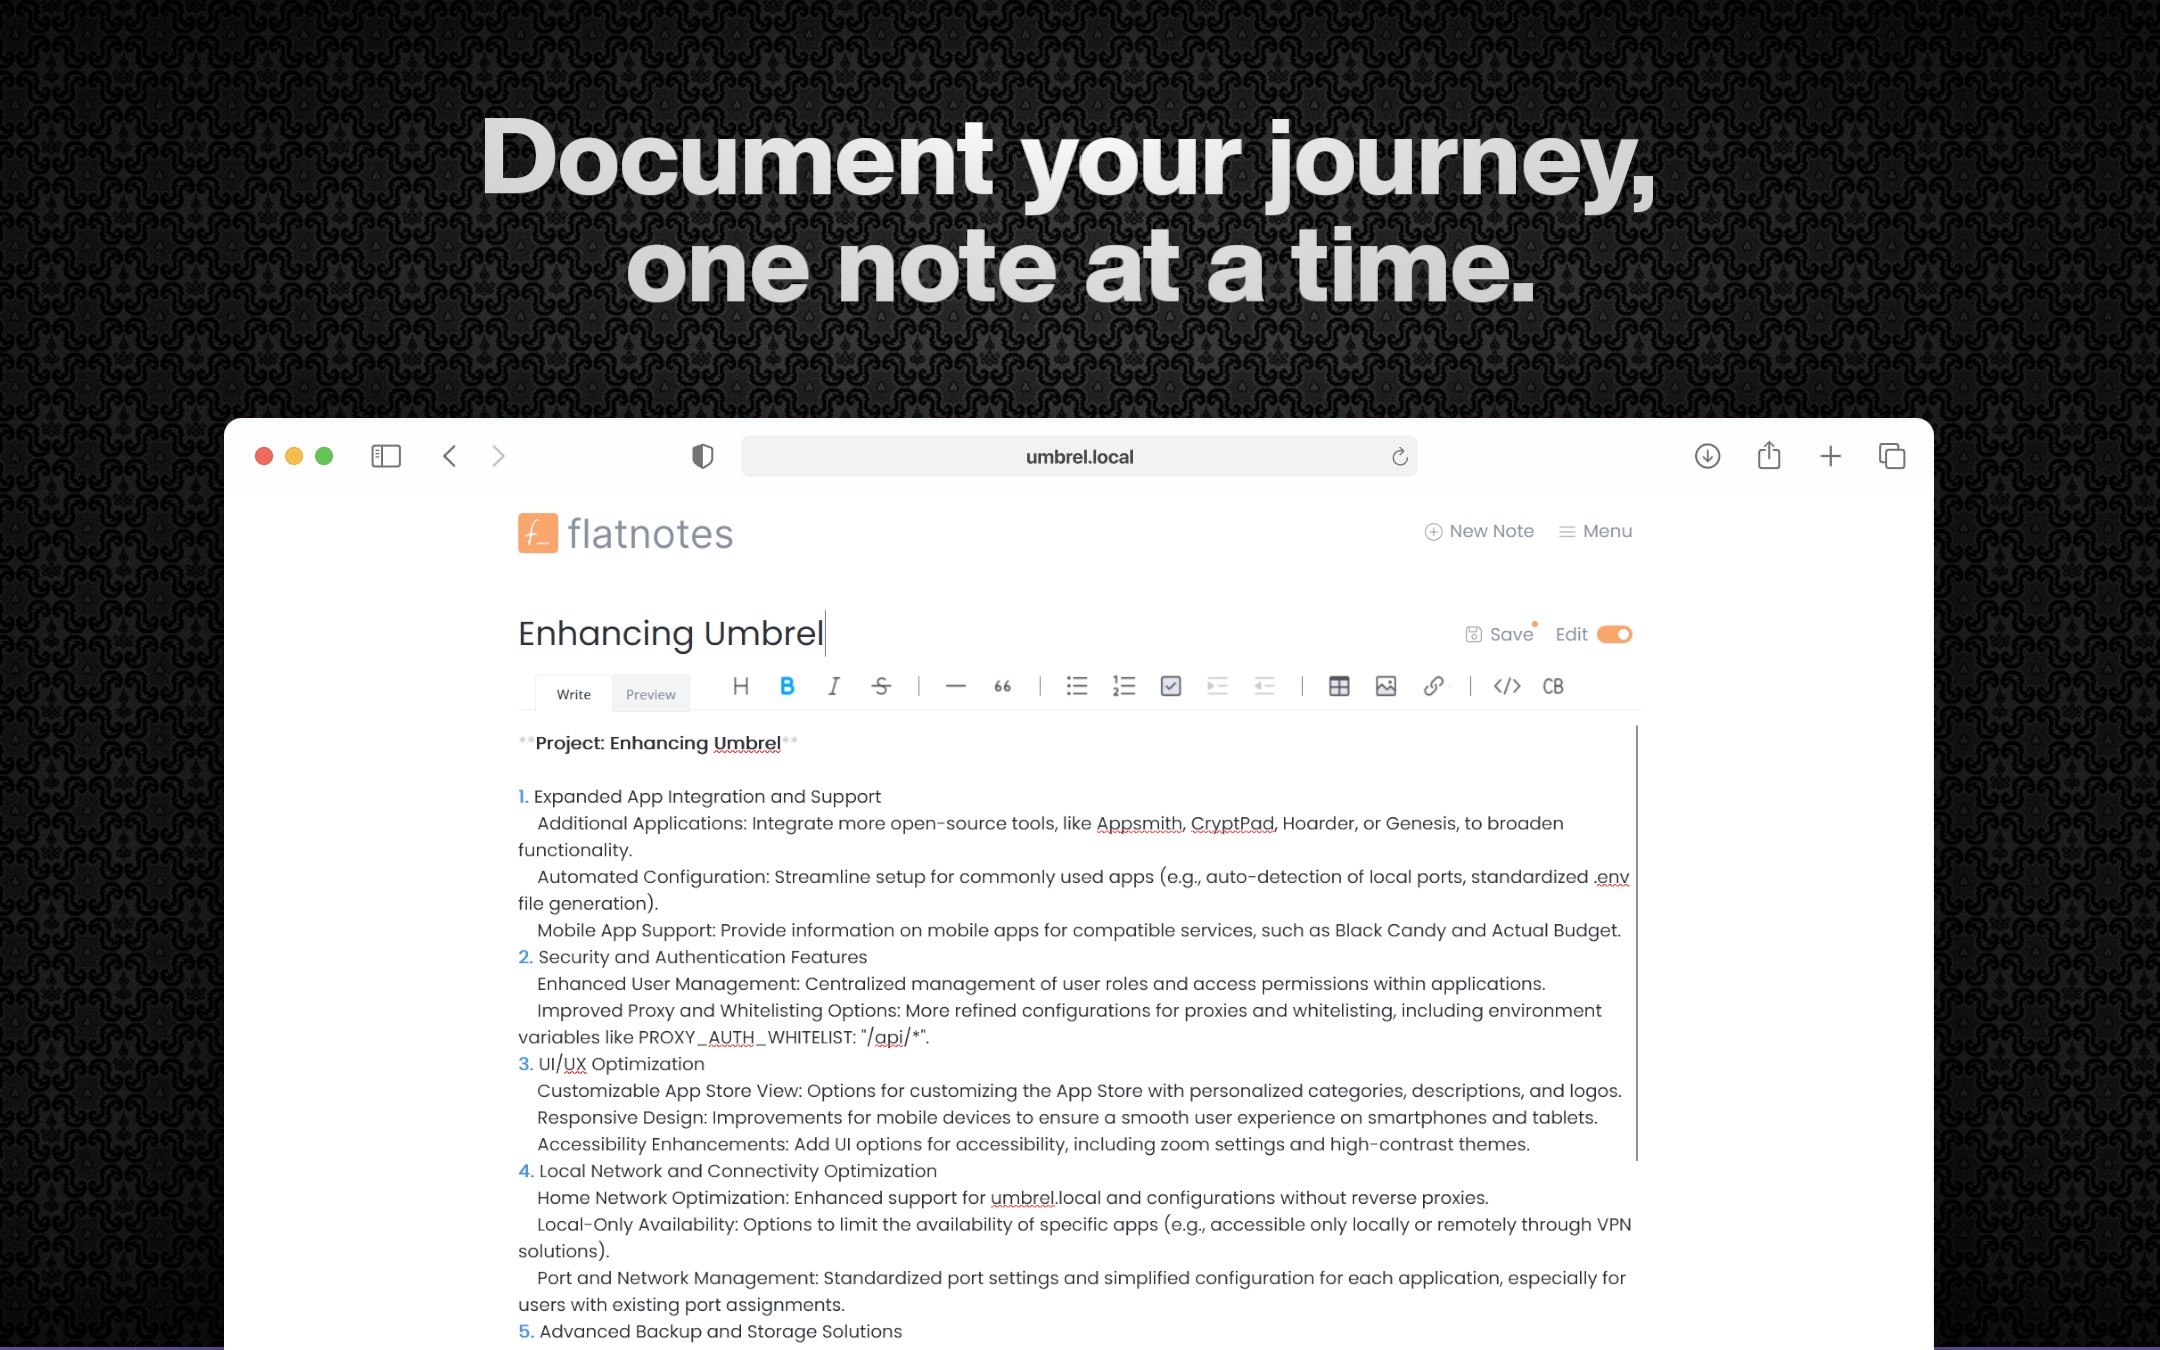 Document your journey,
one note at a time.
umbrel.local
f_ flatnotes
New Note Menu
Enhancing Umbrel
Save Edit
Write Preview H B I S — 66 </> CB
**Project: Enhancing Umbrel**
1. Expanded App Integration and Support
Additional Applications: Integrate more open-source tools, like Appsmith, CryptPad, Hoarder, or Genesis, to broaden
functionality.
Automated Configuration: Streamline setup for commonly used apps (e.g., auto-detection of local ports, standardized .env
file generation).
Mobile App Support: Provide information on mobile apps for compatible services, such as Black Candy and Actual Budget.
2. Security and Authentication Features
Enhanced User Management: Centralized management of user roles and access permissions within applications.
Improved Proxy and Whitelisting Options: More refined configurations for proxies and whitelisting, including environment
variables like PROXY_AUTH_WHITELIST: "/api/*".
3. UI/UX Optimization
Customizable App Store View: Options for customizing the App Store with personalized categories, descriptions, and logos.
Responsive Design: Improvements for mobile devices to ensure a smooth user experience on smartphones and tablets.
Accessibility Enhancements: Add UI options for accessibility, including zoom settings and high-contrast themes.
4. Local Network and Connectivity Optimization
Home Network Optimization: Enhanced support for umbrel.local and configurations without reverse proxies.
Local-Only Availability: Options to limit the availability of specific apps (e.g., accessible only locally or remotely through VPN
solutions).
Port and Network Management: Standardized port settings and simplified configuration for each application, especially for
users with existing port assignments.
5. Advanced Backup and Storage Solutions